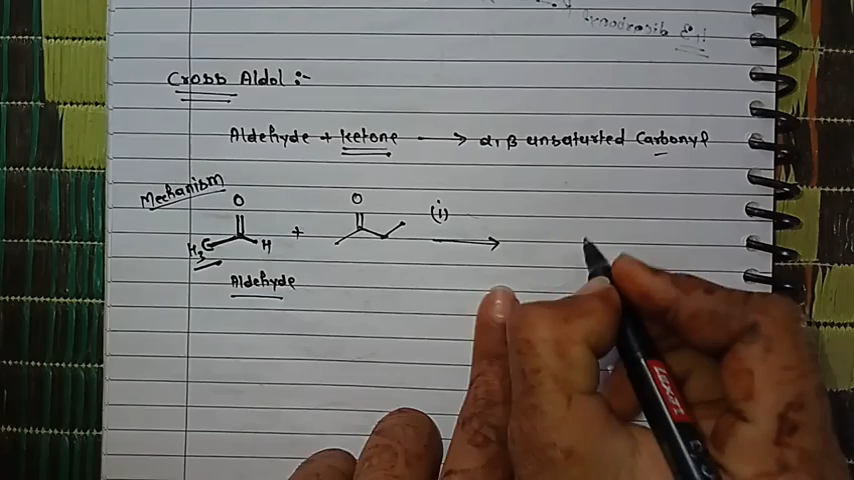 Cross Aldol :-
Aldehyde + ketone → α, β unsaturated Carbonyl
Mechanism
O O (i)
H3C H +
Aldehyde